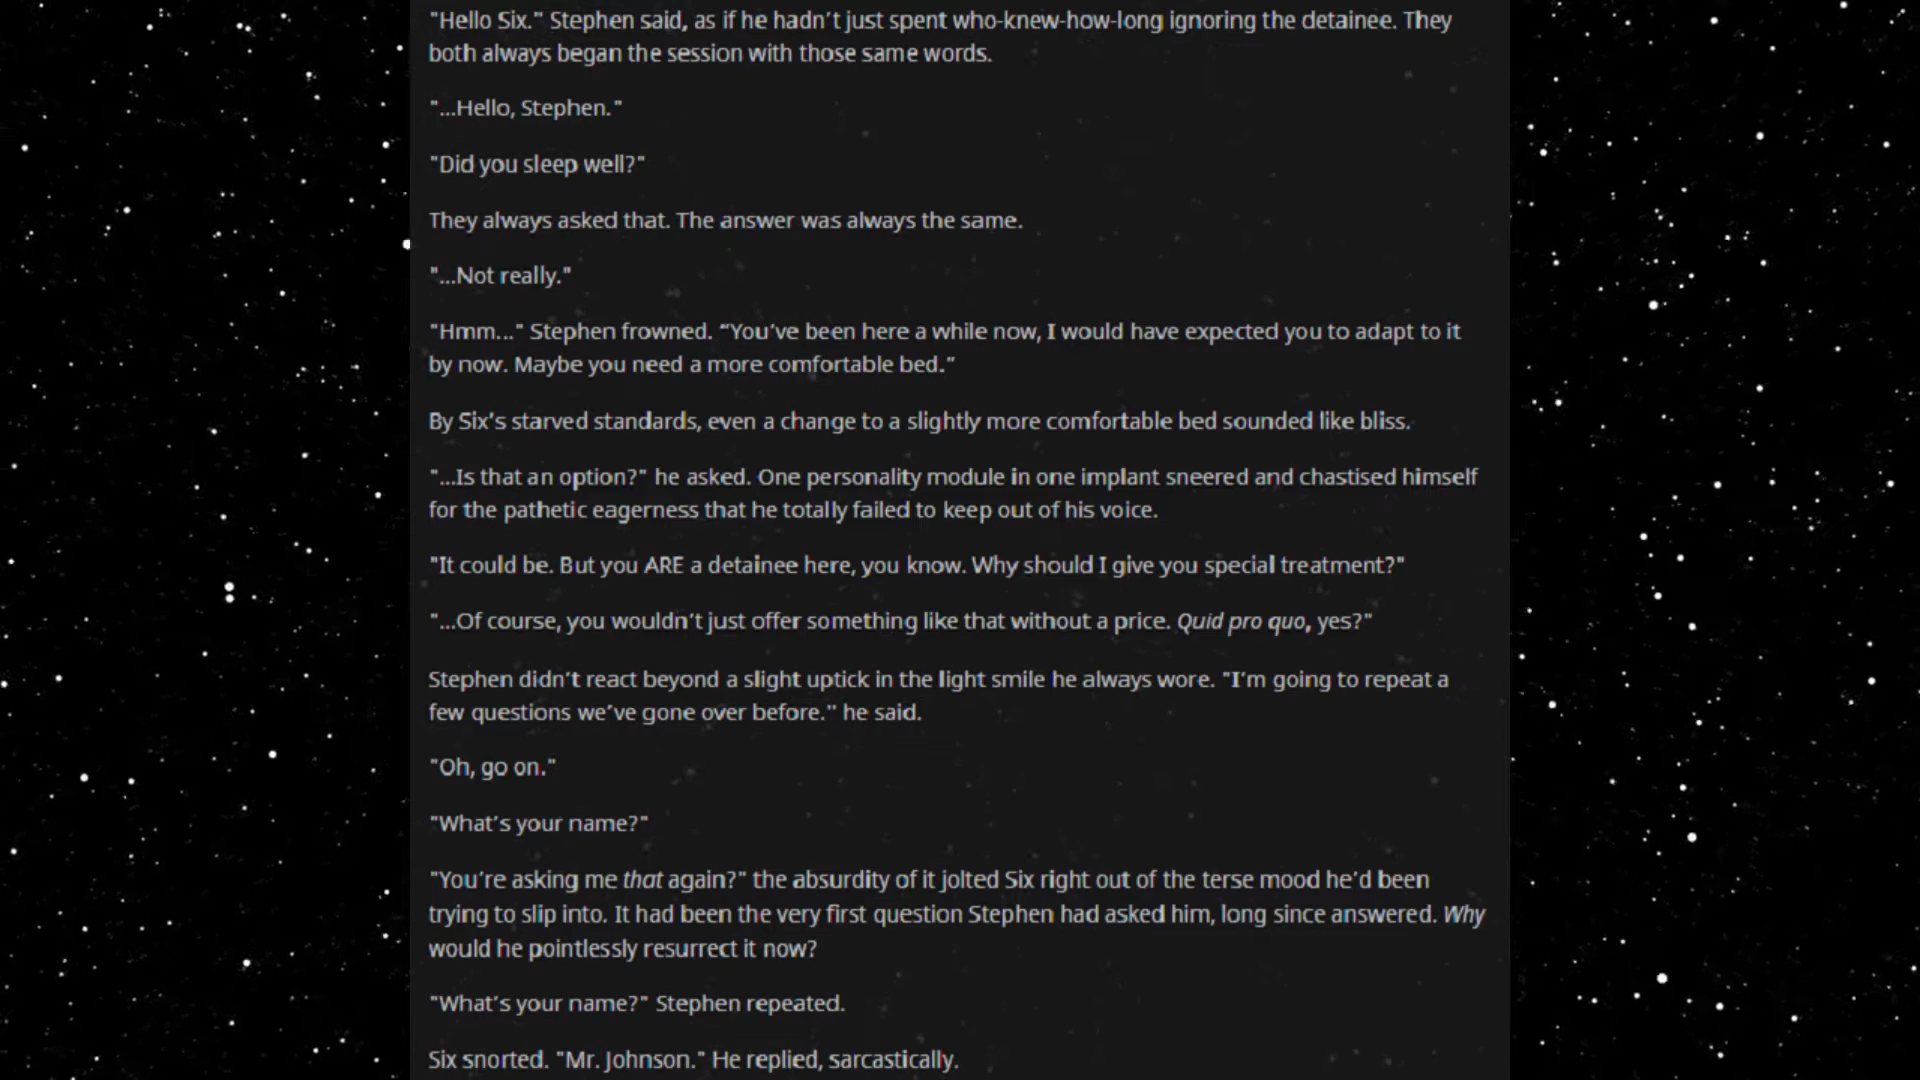 "Hello Six." Stephen said, as if he hadn't just spent who-knew-how-long ignoring the detainee. They
both always began the session with those same words.
"...Hello, Stephen."
"Did you sleep well?"
They always asked that. The answer was always the same.
"...Not really."
"Hmm..." Stephen frowned. “You've been here a while now, I would have expected you to adapt to it
by now. Maybe you need a more comfortable bed.”
By Six's starved standards, even a change to a slightly more comfortable bed sounded like bliss.
"...Is that an option?" he asked. One personality module in one implant sneered and chastised himself
for the pathetic eagerness that he totally failed to keep out of his voice.
"It could be. But you ARE a detainee here, you know. Why should I give you special treatment?"
"...Of course, you wouldn't just offer something like that without a price. Quid pro quo, yes?"
Stephen didn't react beyond a slight uptick in the light smile he always wore. "I'm going to repeat a
few questions we've gone over before." he said.
"Oh, go on."
"What's your name?"
"You're asking me that again?" the absurdity of it jolted Six right out of the terse mood he'd been
trying to slip into. It had been the very first question Stephen had asked him, long since answered. Why
would he pointlessly resurrect it now?
"What's your name?" Stephen repeated.
Six snorted. "Mr. Johnson." He replied, sarcastically.